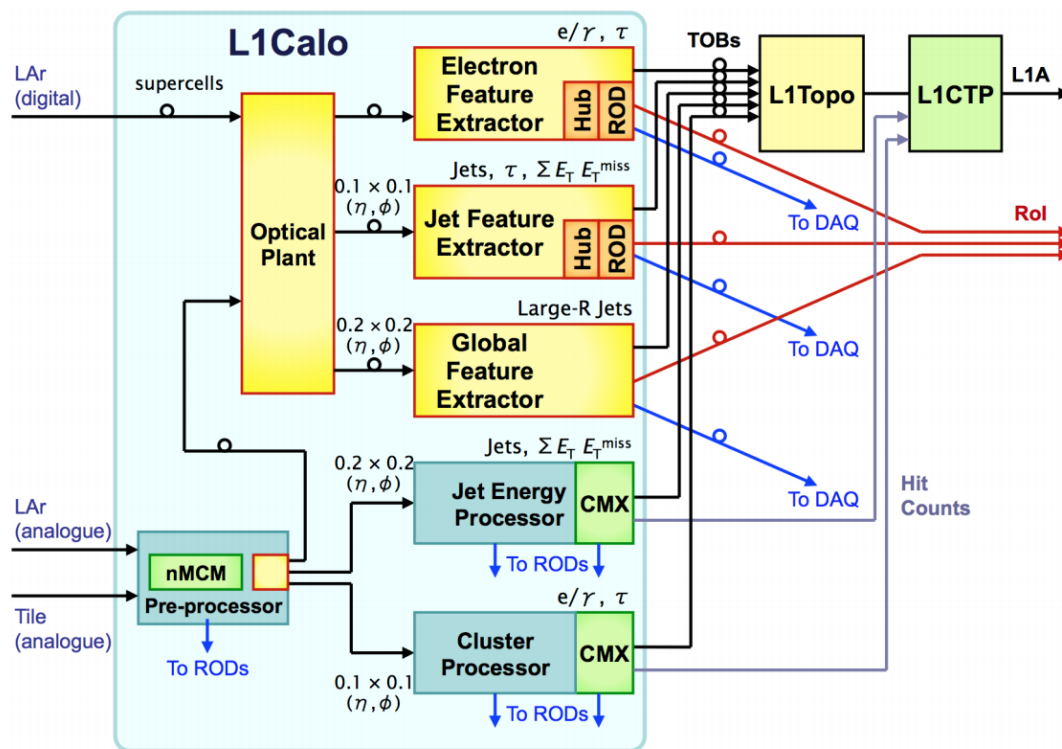 L1Calo
e/γ, τ
TOBs
LAr
(digital)
supercells
Electron
Feature
Extractor
Hub
ROD
L1Topo
L1CTP
L1A
Jets, τ, Σ E_T E_T^miss
0.1 × 0.1
(η,φ)
To DAQ
RoI
Optical
Plant
Jet Feature
Extractor
Hub
ROD
Large-R Jets
0.2 × 0.2
(η,φ)
Global
Feature
Extractor
To DAQ
Jets, Σ E_T E_T^miss
0.2 × 0.2
(η,φ)
Jet Energy
Processor
CMX
To DAQ
Hit
Counts
LAr
(analogue)
To RODs
nMCM
Pre-processor
e/γ, τ
Tile
(analogue)
Cluster
Processor
CMX
To RODs
0.1 × 0.1
(η,φ)
To RODs